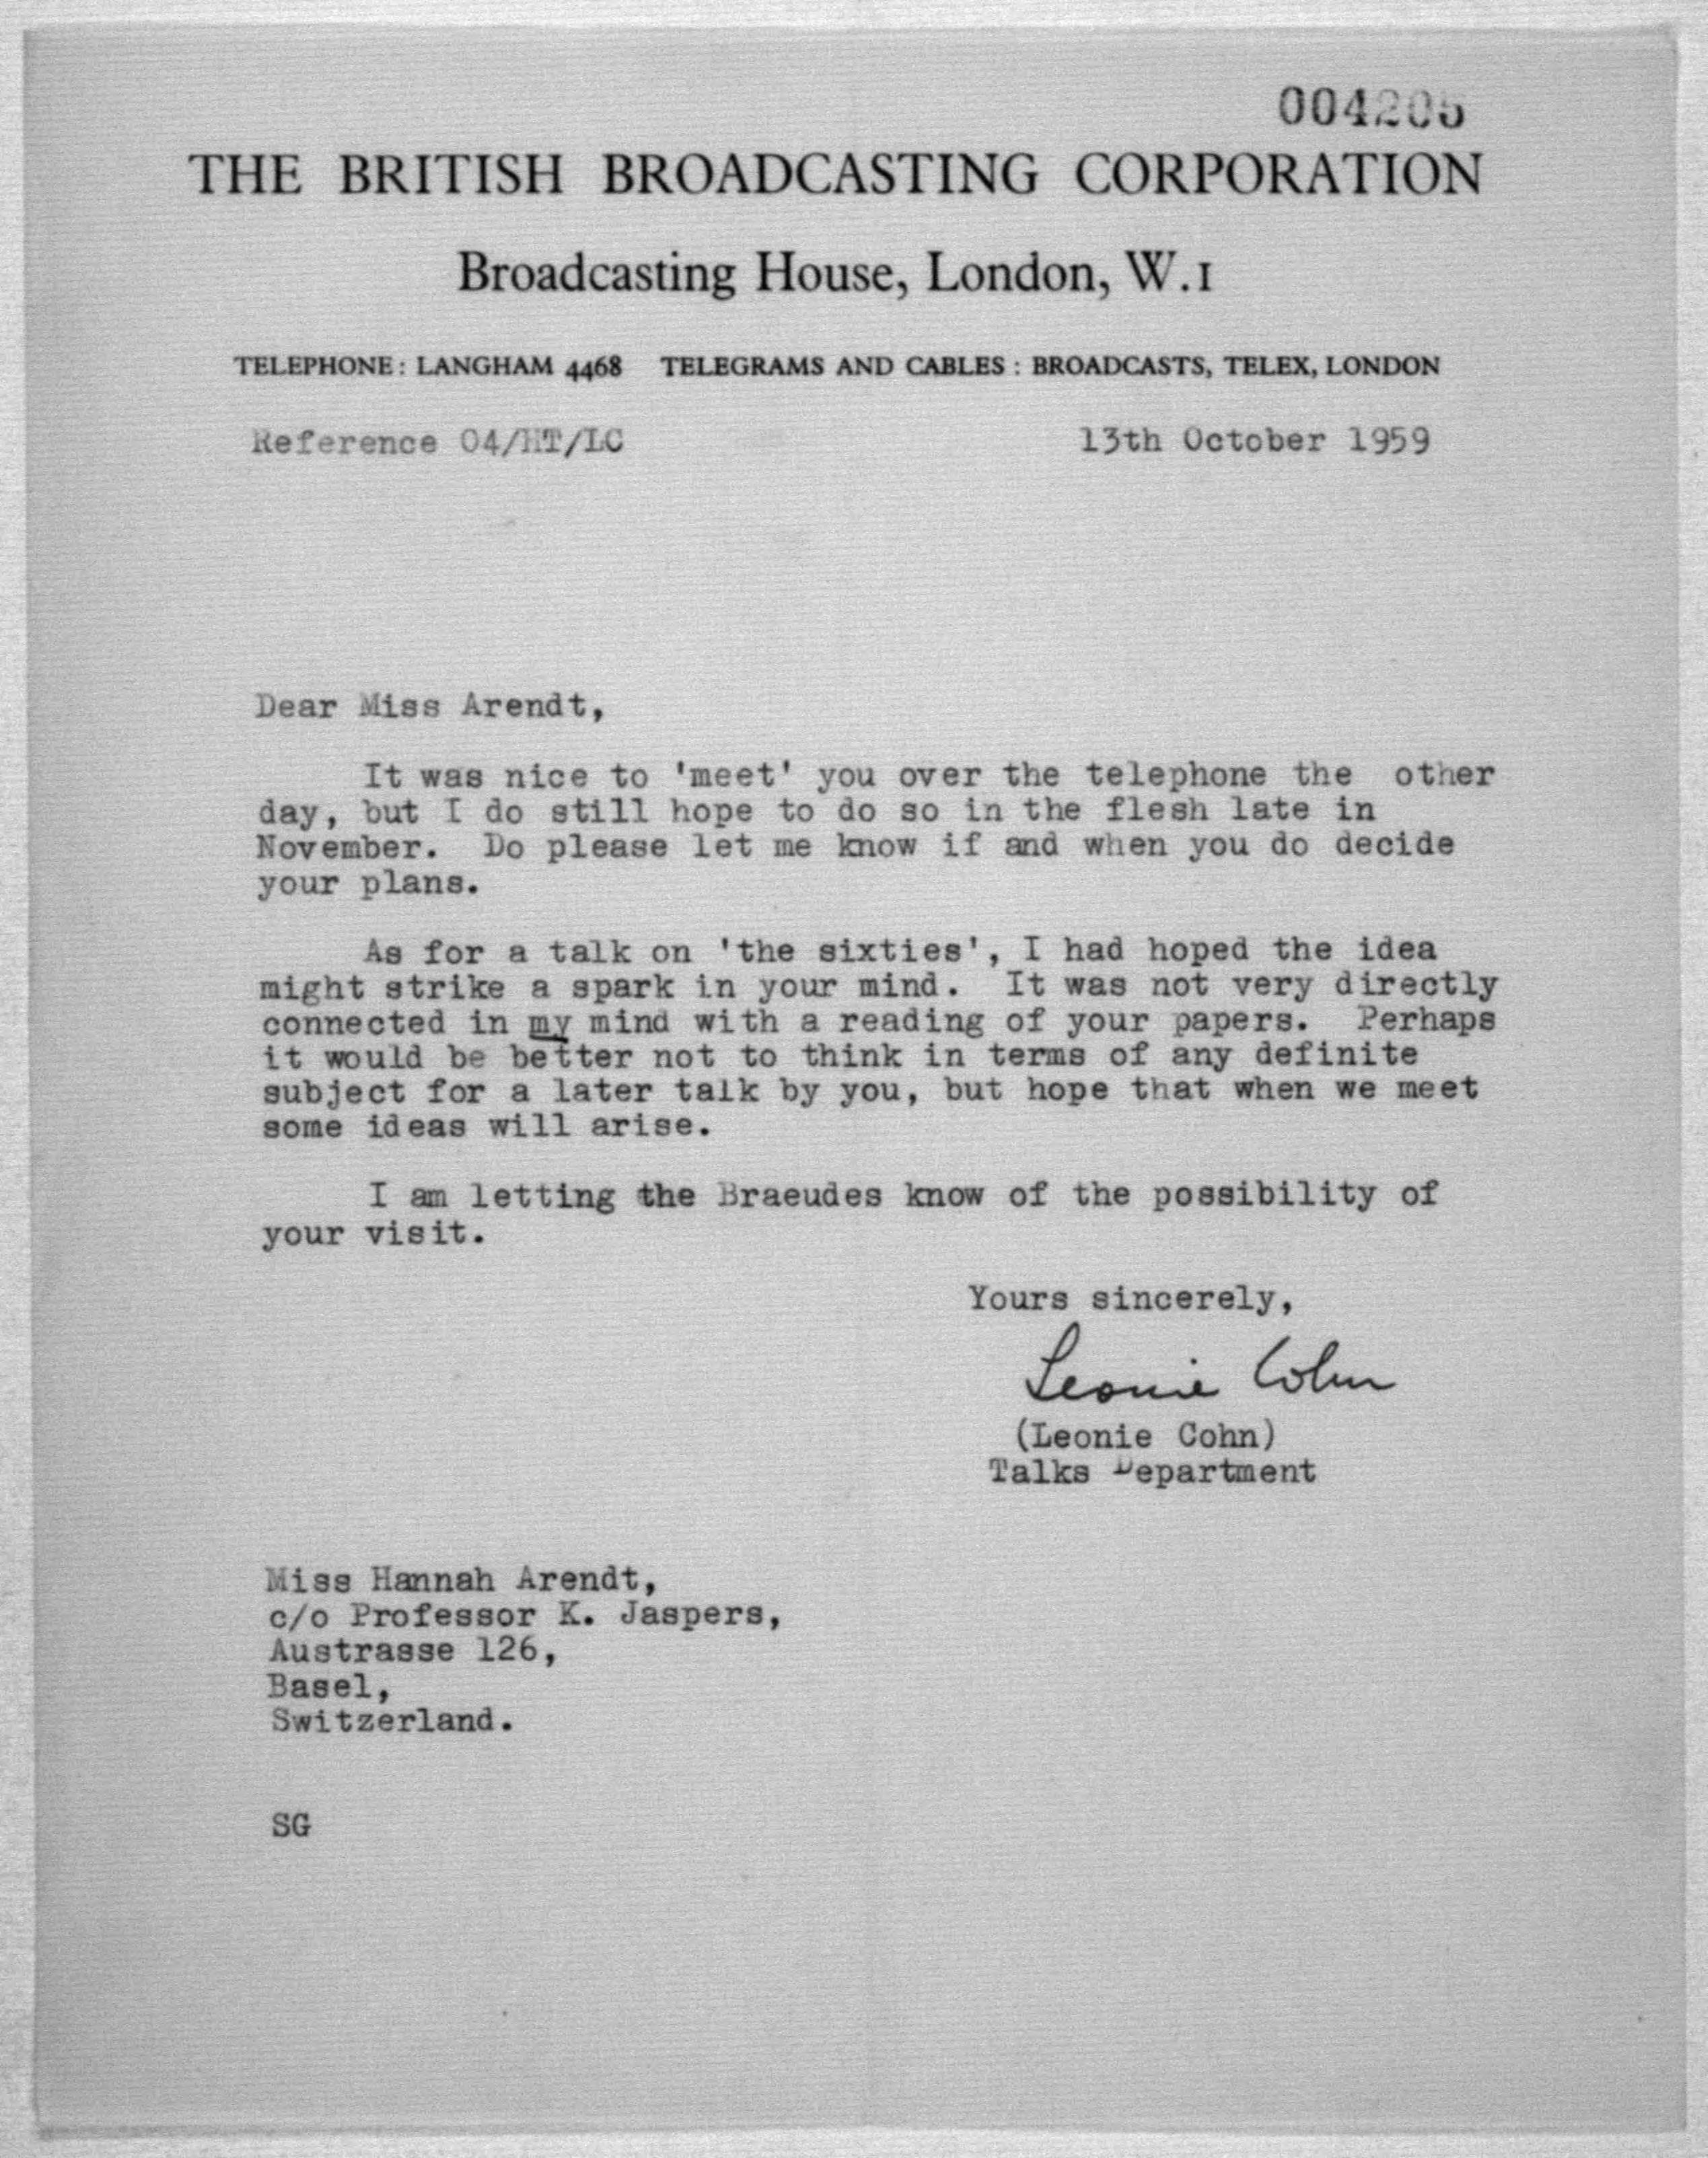 THE BRITISH BROADCASTING CORPORATION
Broadcasting House, London, W.1
TELEPHONE: LANGHAM 4468 TELEGRAMS AND CABLES: BROADCASTS, TELEX, LONDON
Reference 04/HT/LC 13th October 1959
Dear Miss Arendt,
It was nice to 'meet' you over the telephone the other
day, but I do still hope to do so in the flesh late in
November. Do please let me know if and when you do decide
your plans.
As for a talk on 'the sixties', I had hoped the idea
might strike a spark in your mind. It was not very directly
connected in my mind with a reading of your papers. Perhaps
it would be better not to think in terms of any definite
subject for a later talk by you, but hope that when we meet
some ideas will arise.
I am letting the Braeudes know of the possibility of
your visit.
Yours sincerely,
Leonie Cohn
(Leonie Cohn)
Talks Department
Miss Hannah Arendt,
c/o Professor K. Jaspers,
Austrasse 126,
Basel,
Switzerland.
SG